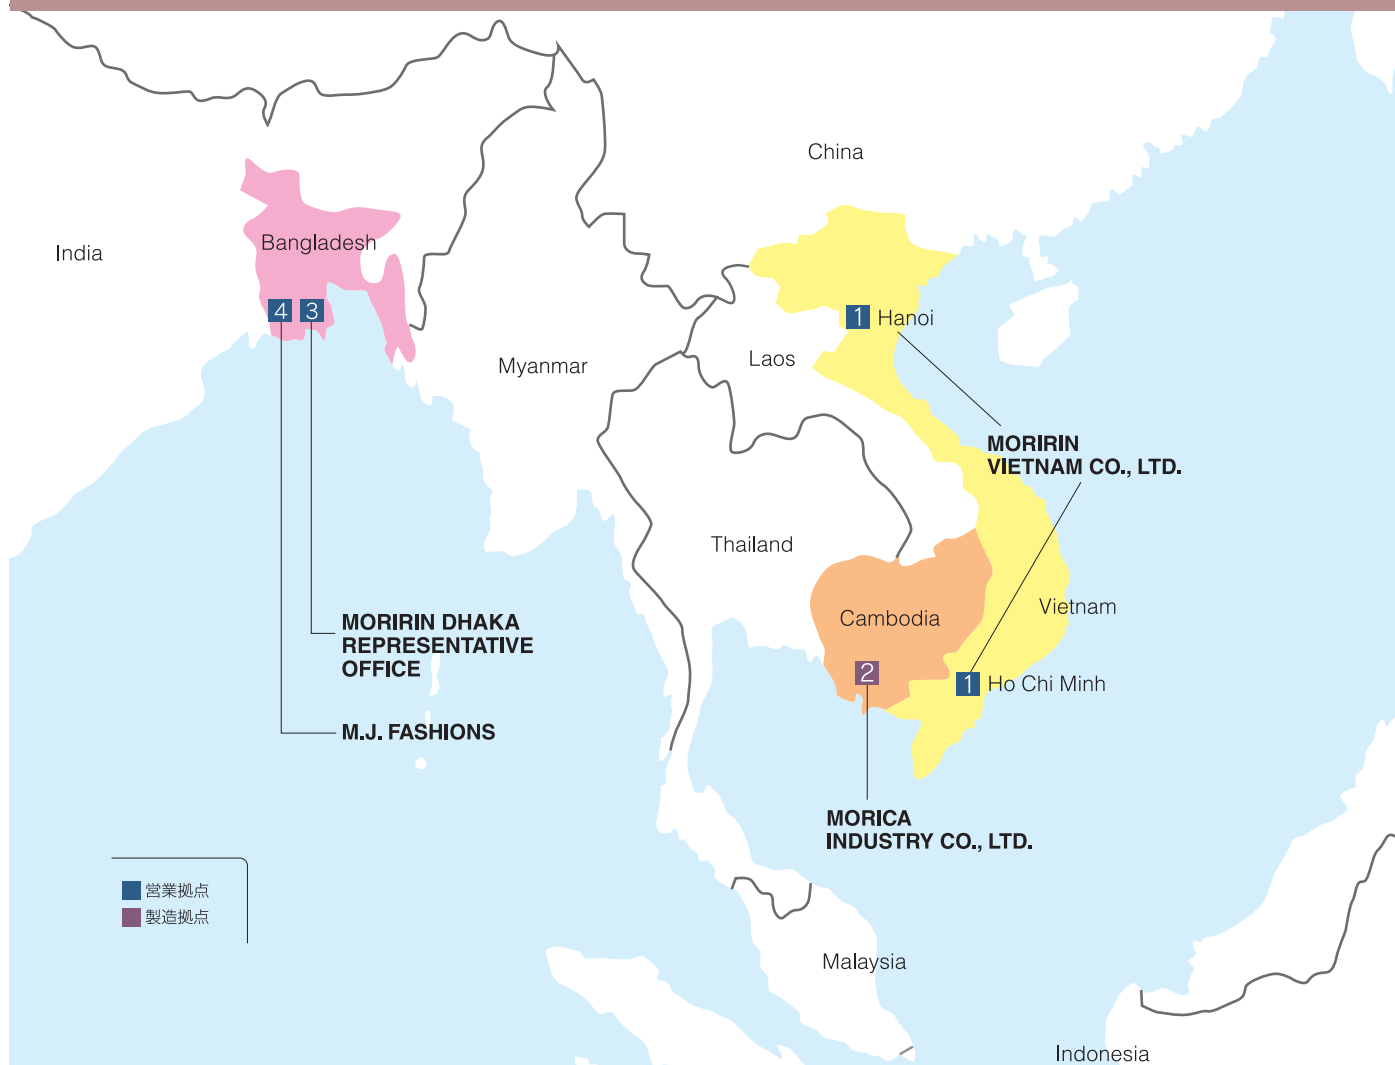 China
India
Bangladesh
4
3
1
Hanoi
Laos
Myanmar
MORIRIN
VIETNAM CO., LTD.
Thailand
Vietnam
Cambodia
MORIRIN DHAKA
REPRESENTATIVE
OFFICE
2
1
Ho Chi Minh
M.J. FASHIONS
MORICA
INDUSTRY CO., LTD.
営業拠点
製造拠点
Malaysia
Indonesia